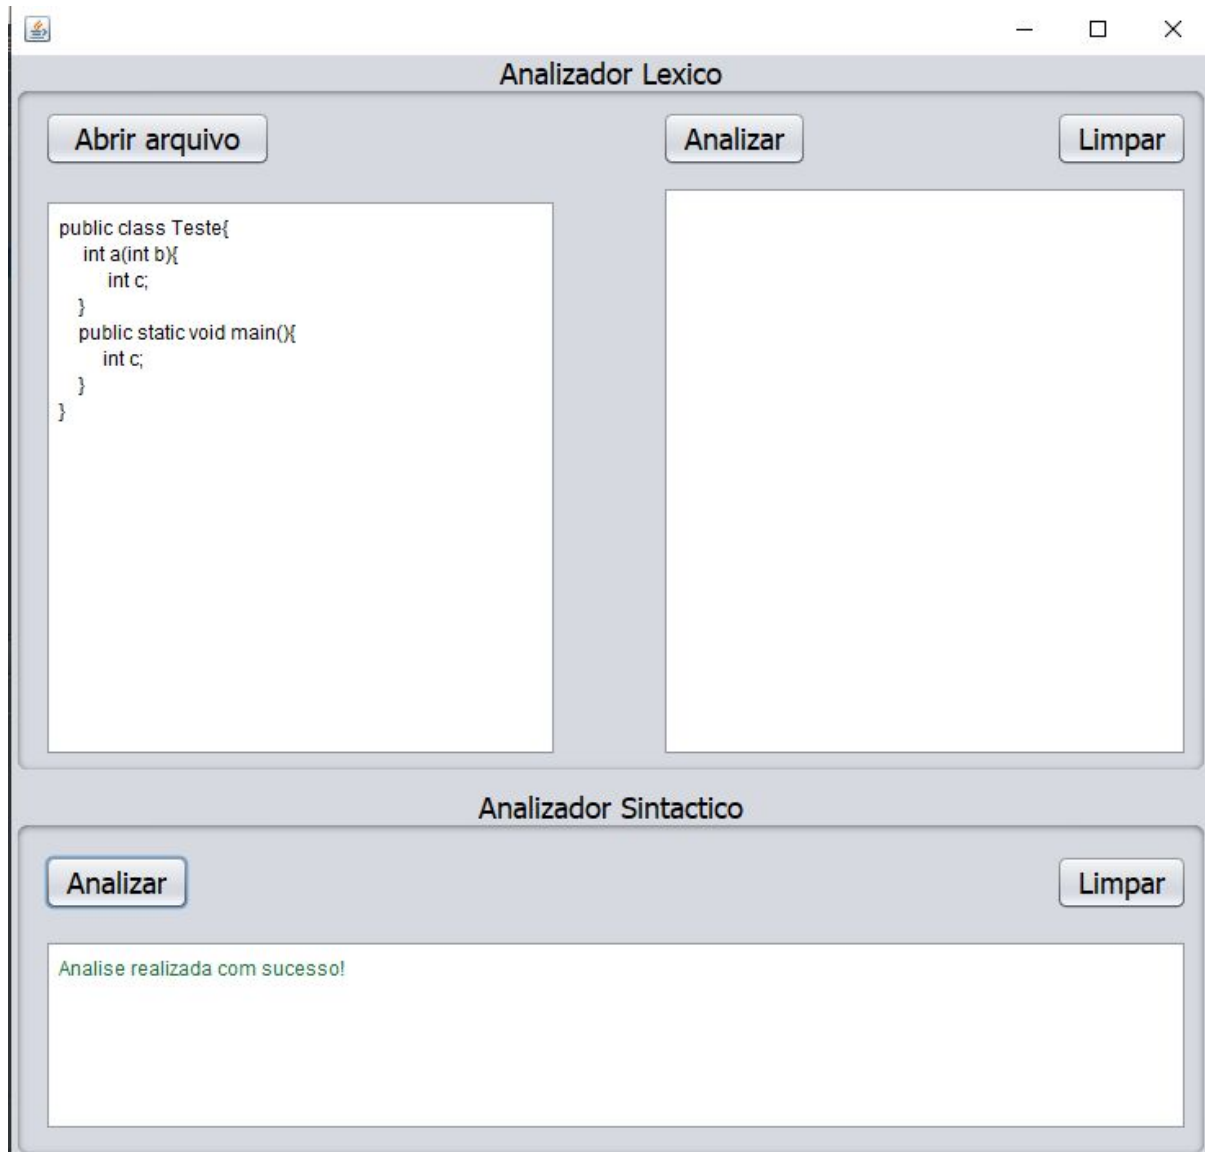 Analizador Lexico
Abrir arquivo
Analizar
Limpar
public class Teste{
int a(int b){
int c;
}
public static void main(){
int c;
}
}
Analizador Sintactico
Analizar
Limpar
Analise realizada com sucesso!